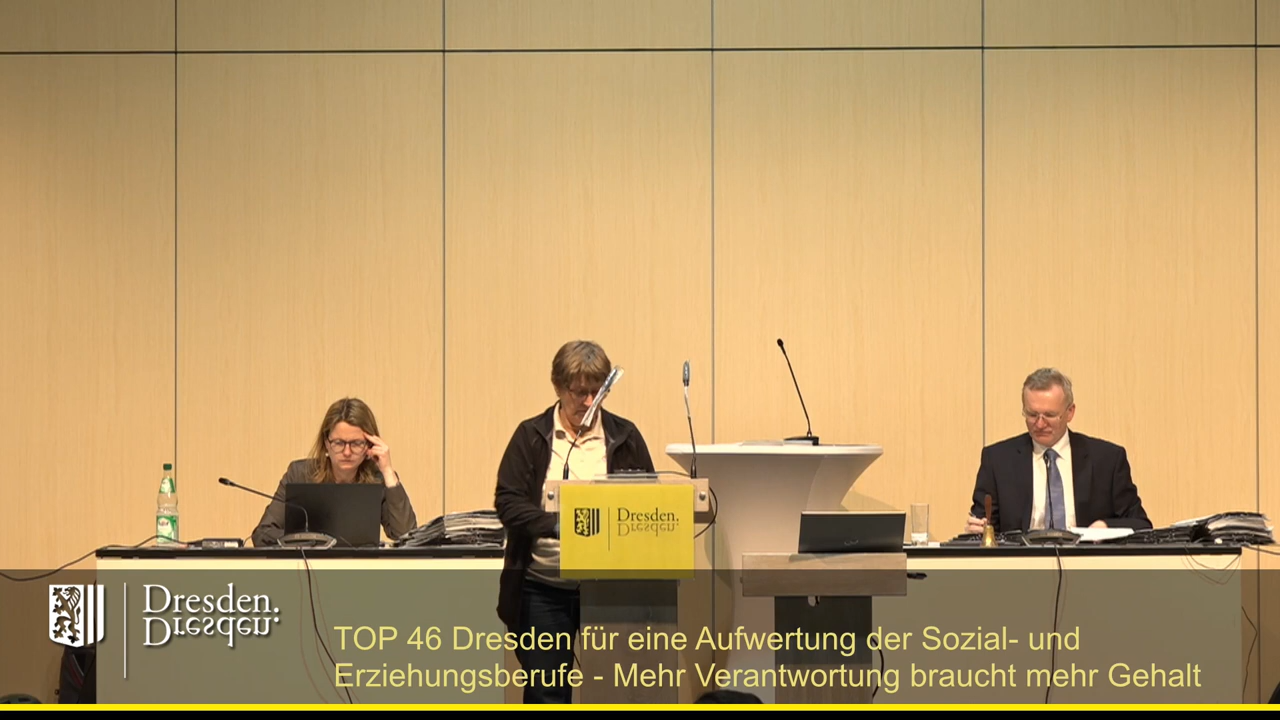 Dresden.
Dresden.
Dresden.
Dresden.
TOP 46 Dresden für eine Aufwertung der Sozial- und
Erziehungsberufe - Mehr Verantwortung braucht mehr Gehalt